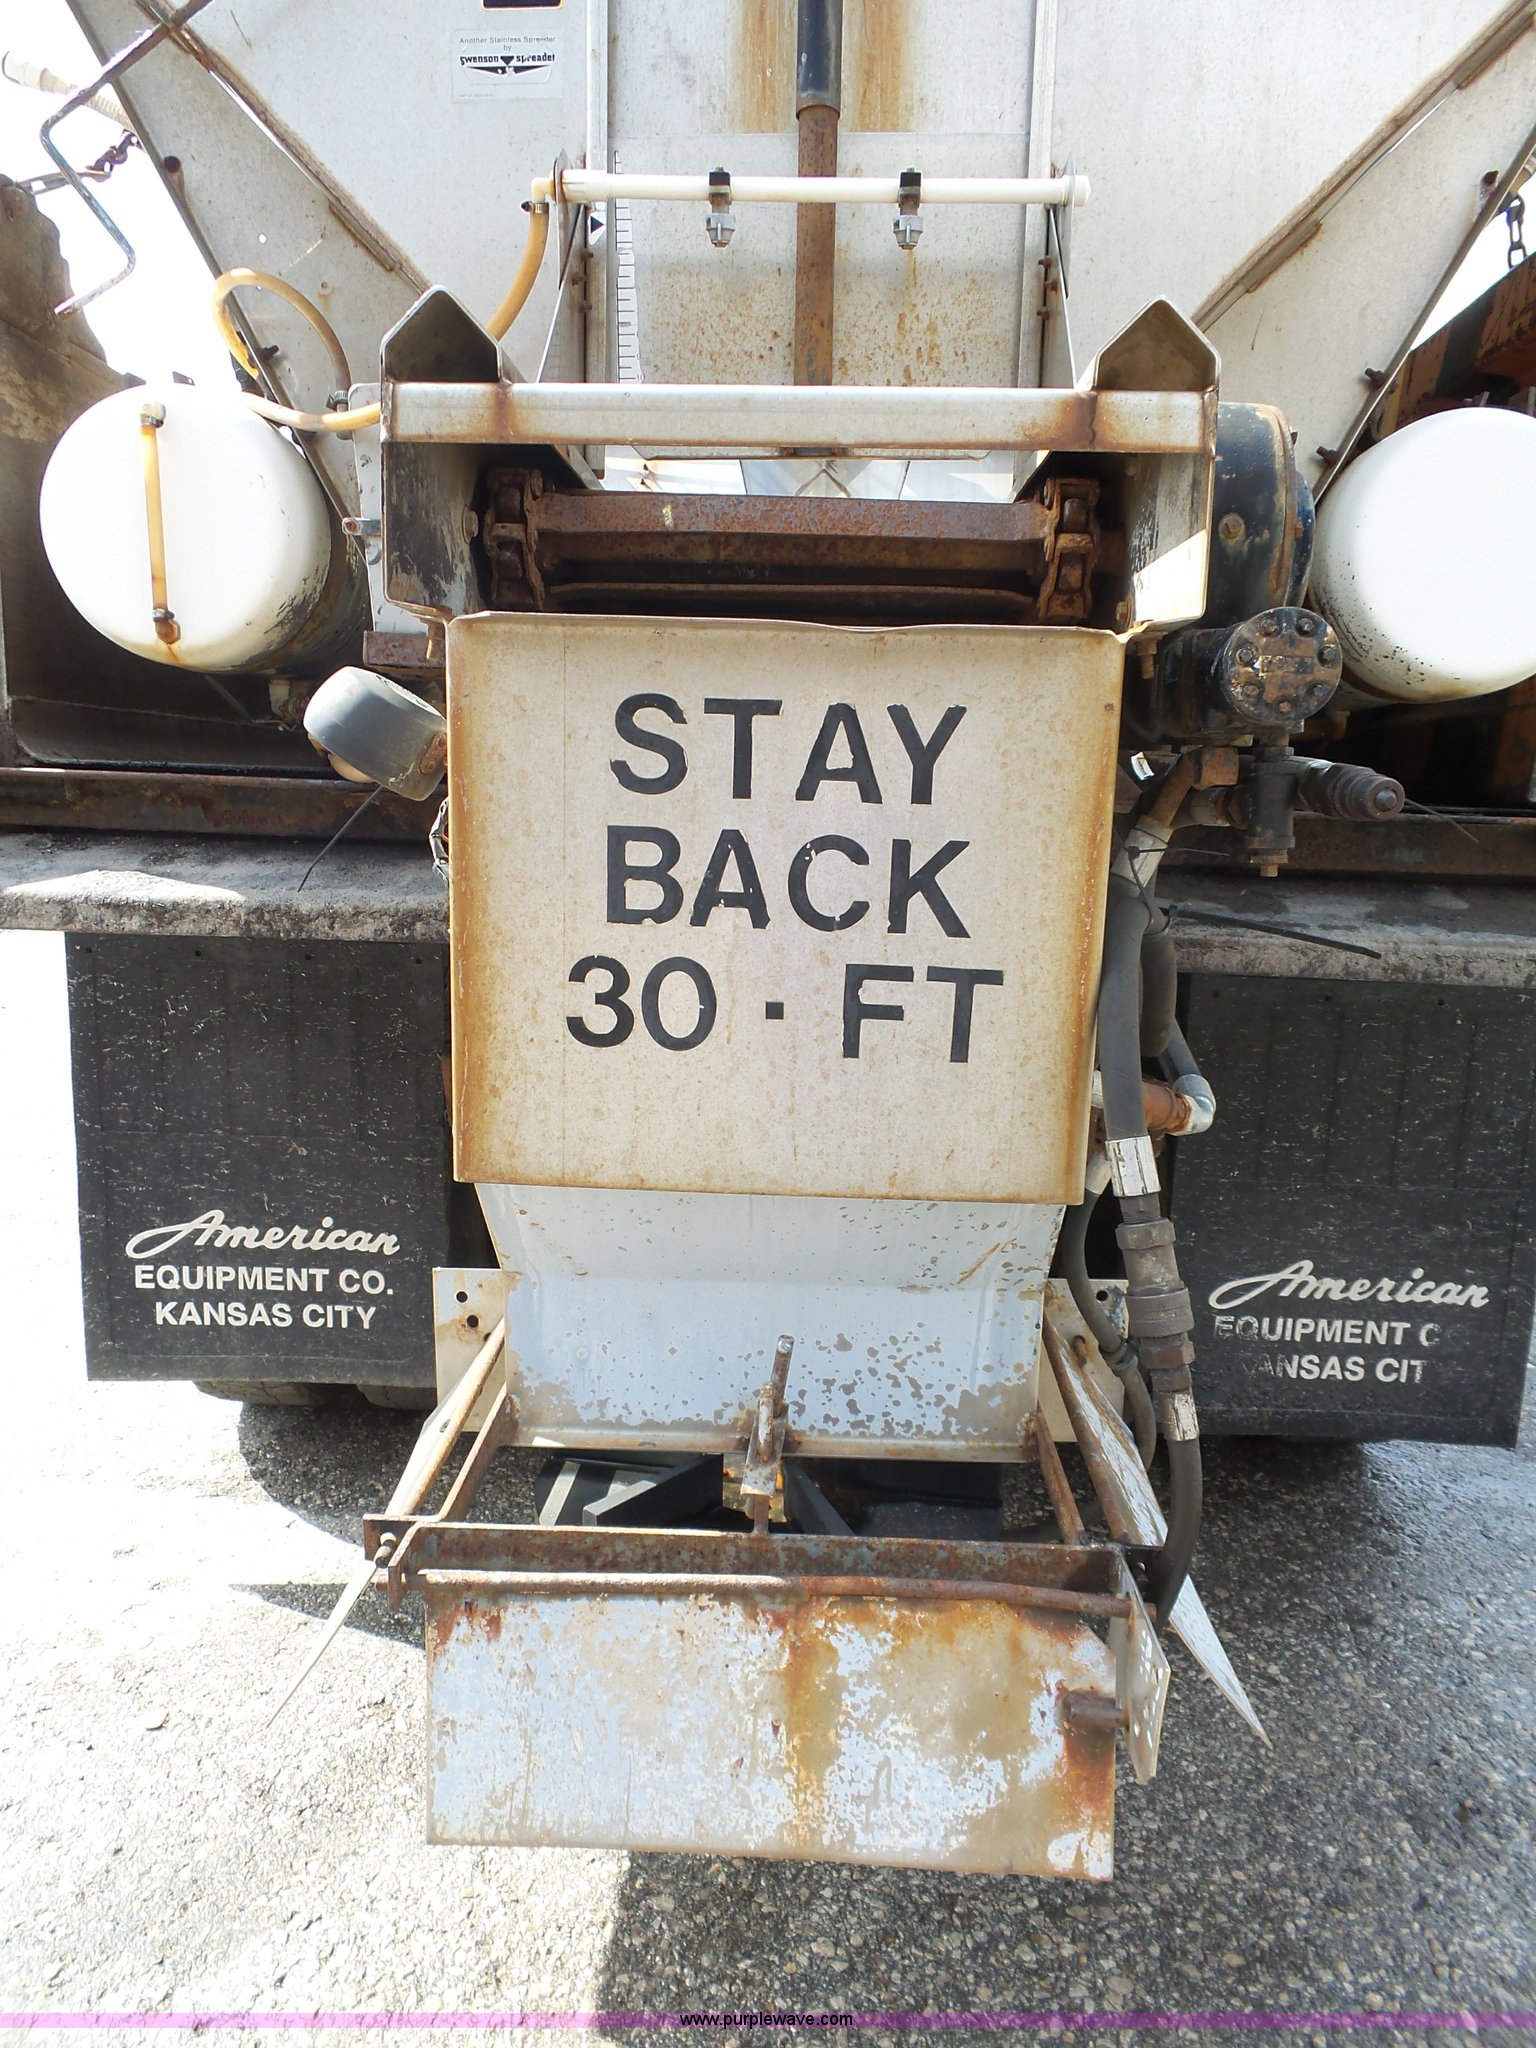 Another Stainless Spreader
by
Swenson spreader
STAY
BACK
30 · FT
American
EQUIPMENT CO.
KANSAS CITY
American
EQUIPMENT C
KANSAS CIT
www.purplewave.com